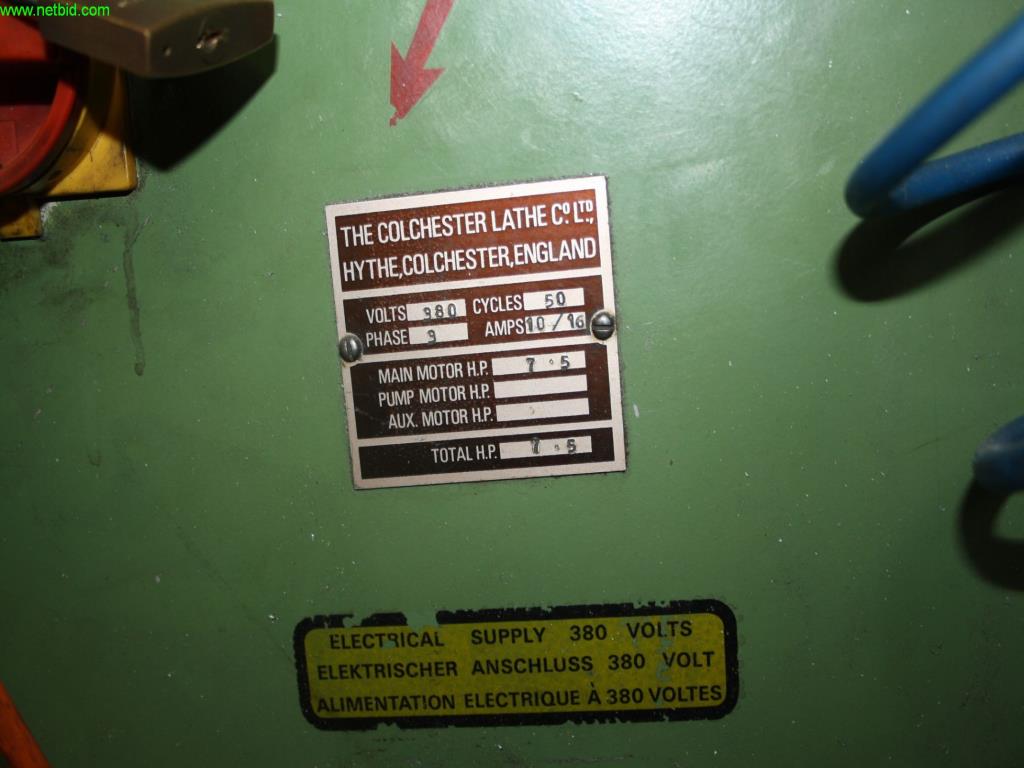 www.netbid.com
THE COLCHESTER LATHE Cº LTD,
HYTHE, COLCHESTER, ENGLAND
VOLTS 380 CYCLES 50
PHASE 3 AMPS 10/16
MAIN MOTOR H.P. 7.5
PUMP MOTOR H.P.
AUX. MOTOR H.P.
TOTAL H.P. 7.5
ELECTRICAL SUPPLY 380 VOLTS
ELEKTRISCHER ANSCHLUSS 380 VOLT
ALIMENTATION ELECTRIQUE À 380 VOLTES